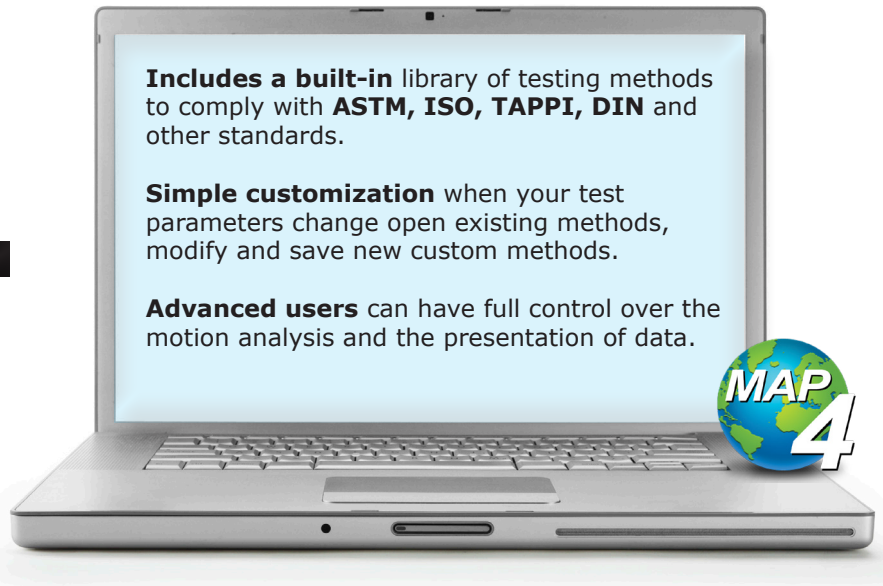 Includes a built-in library of testing methods
to comply with ASTM, ISO, TAPPI, DIN and
other standards.
Simple customization when your test
parameters change open existing methods,
modify and save new custom methods.
Advanced users can have full control over the
motion analysis and the presentation of data.
MAP
4